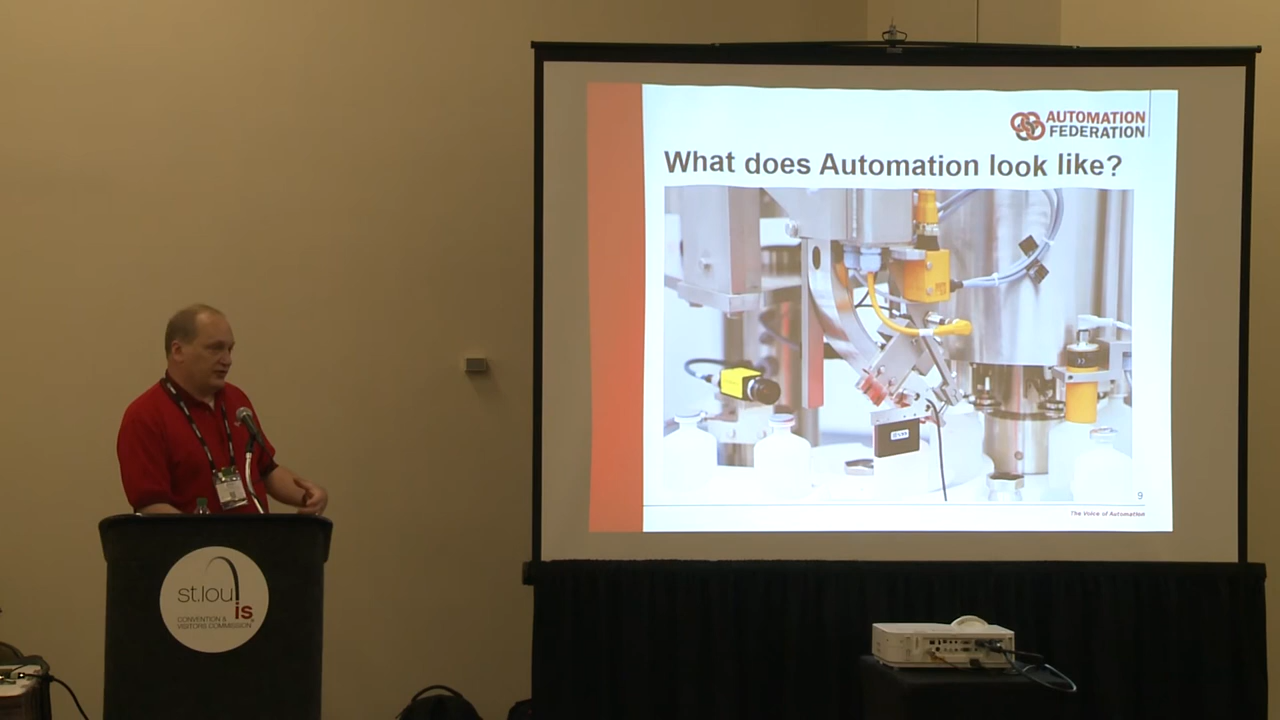 AUTOMATION
FEDERATION
What does Automation look like?
9
The Voice of Automation
st.louis
CONVENTION &
VISITORS COMMISSION